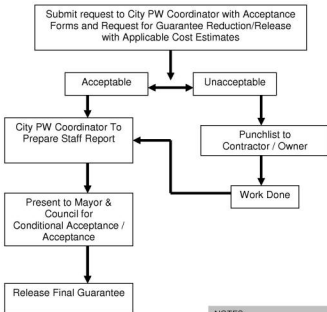 Submit request to City PW Coordinator with Acceptance
Forms and Request for Guarantee Reduction/Release
with Applicable Cost Estimates
Acceptable
Unacceptable
City PW Coordinator To
Prepare Staff Report
Punchlist to
Contractor / Owner
Work Done
Present to Mayor &
Council for
Conditional Acceptance /
Acceptance
Release Final Guarantee
NOTES